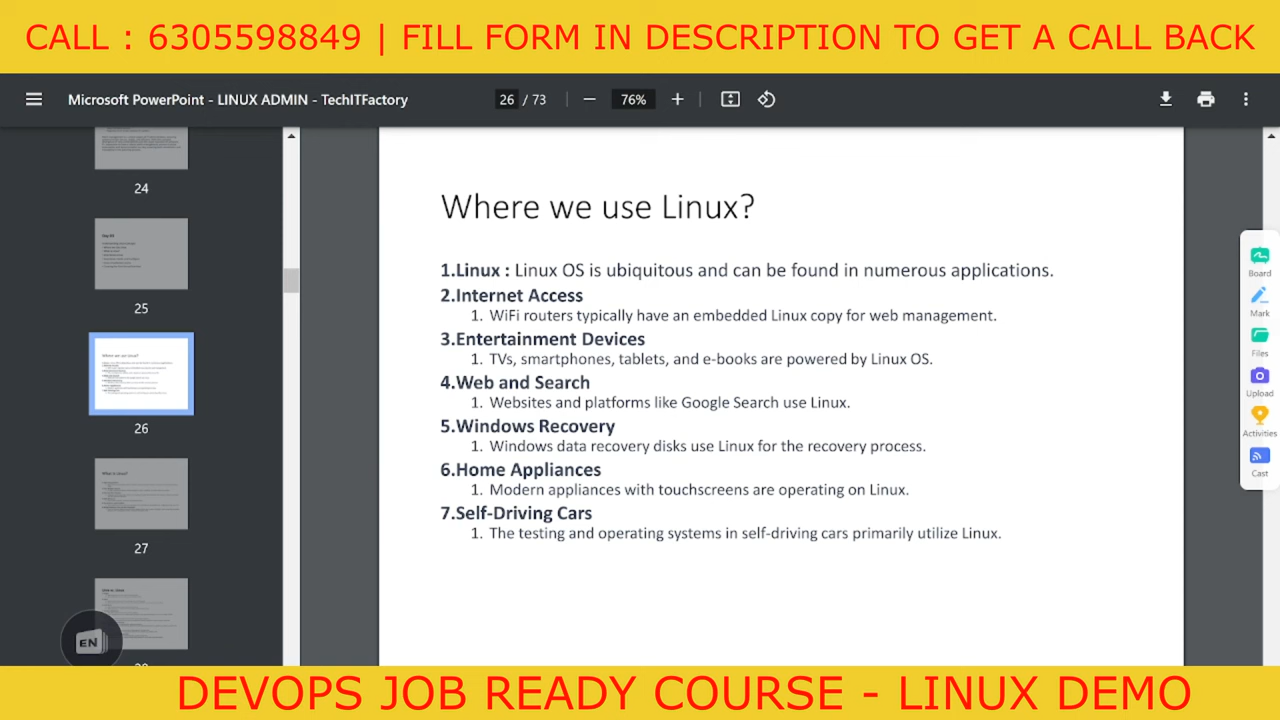 CALL : 6305598849 | FILL FORM IN DESCRIPTION TO GET A CALL BACK
Microsoft PowerPoint - LINUX ADMIN - TechITFactory
26 / 73
76%
24
25
26
27
Where we use Linux?
1.Linux : Linux OS is ubiquitous and can be found in numerous applications.
2.Internet Access
1. WiFi routers typically have an embedded Linux copy for web management.
3.Entertainment Devices
1. TVs, smartphones, tablets, and e-books are powered by Linux OS.
4.Web and Search
1. Websites and platforms like Google Search use Linux.
5.Windows Recovery
1. Windows data recovery disks use Linux for the recovery process.
6.Home Appliances
1. Modern appliances with touchscreens are operating on Linux.
7.Self-Driving Cars
1. The testing and operating systems in self-driving cars primarily utilize Linux.
Board
Mark
Files
Upload
Activities
Cast
EN
DEVOPS JOB READY COURSE - LINUX DEMO